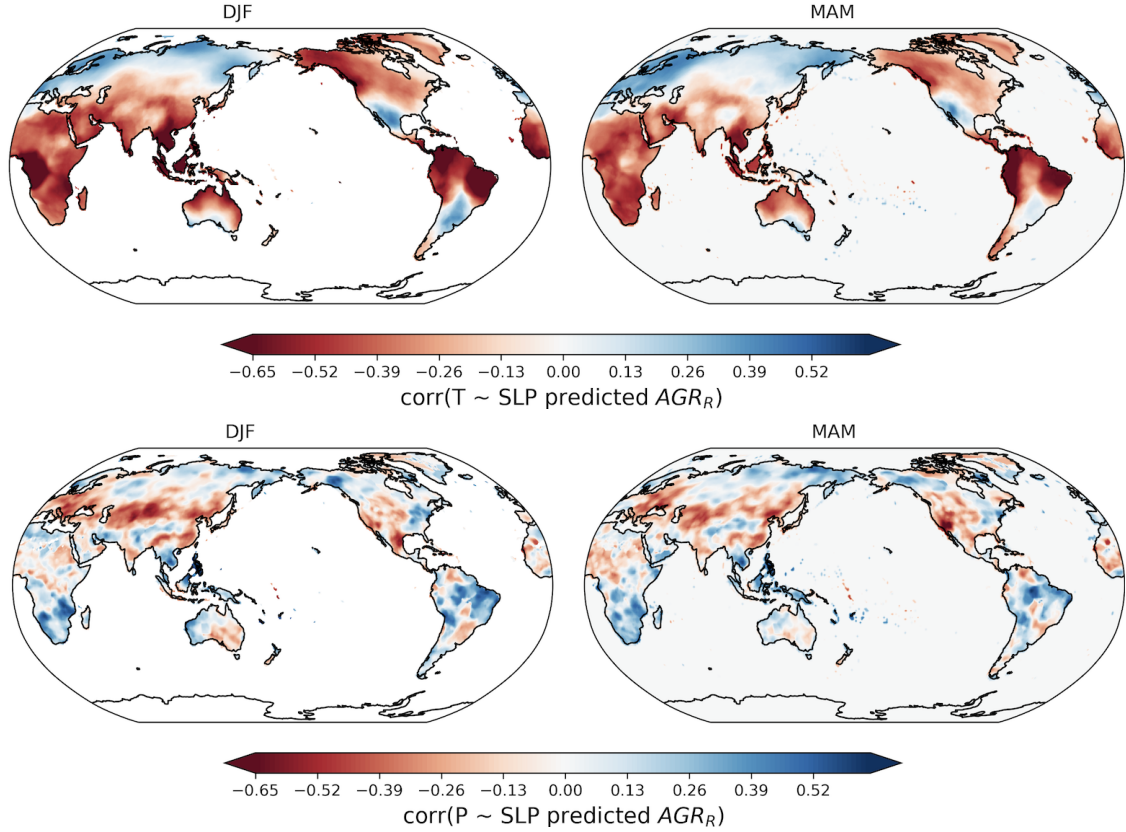 DJF MAM
−0.65 −0.52 −0.39 −0.26 −0.13 0.00 0.13 0.26 0.39 0.52
corr(T ~ SLP predicted AGR_R)
DJF MAM
−0.65 −0.52 −0.39 −0.26 −0.13 0.00 0.13 0.26 0.39 0.52
corr(P ~ SLP predicted AGR_R)